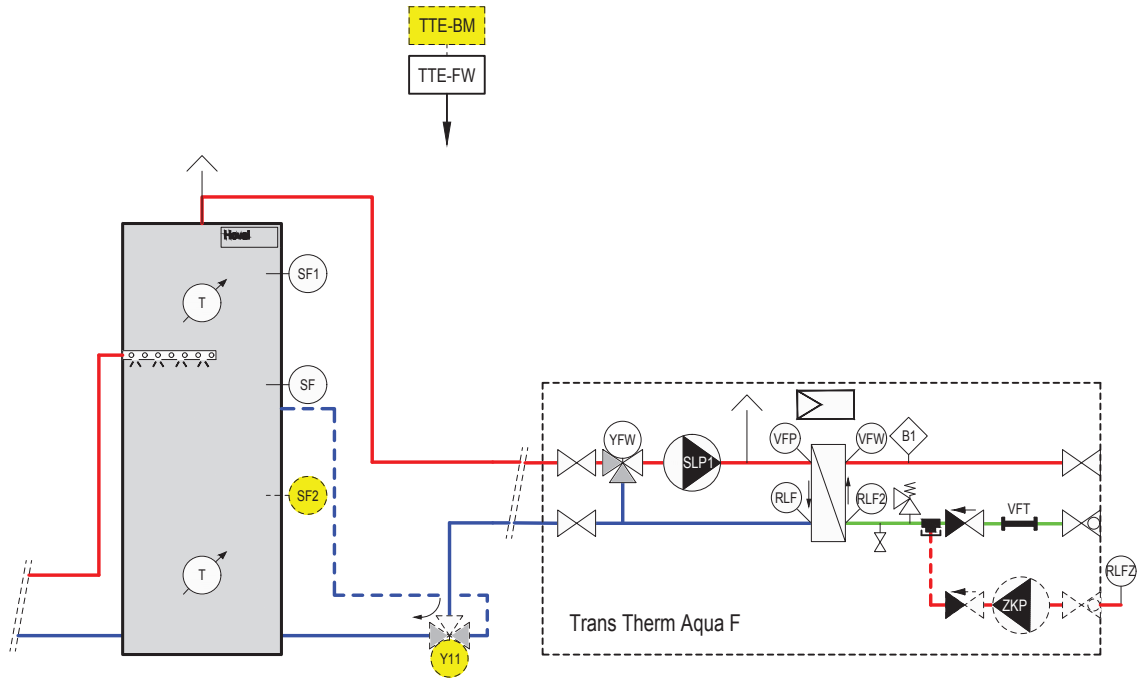 TTE-BM
TTE-FW
Hoval
SF1
T
SF
SF2
T
Y11
YFW
SLP1
VFP
VFW
B1
RLF
RLF2
VFT
RLFZ
ZKP
Trans Therm Aqua F